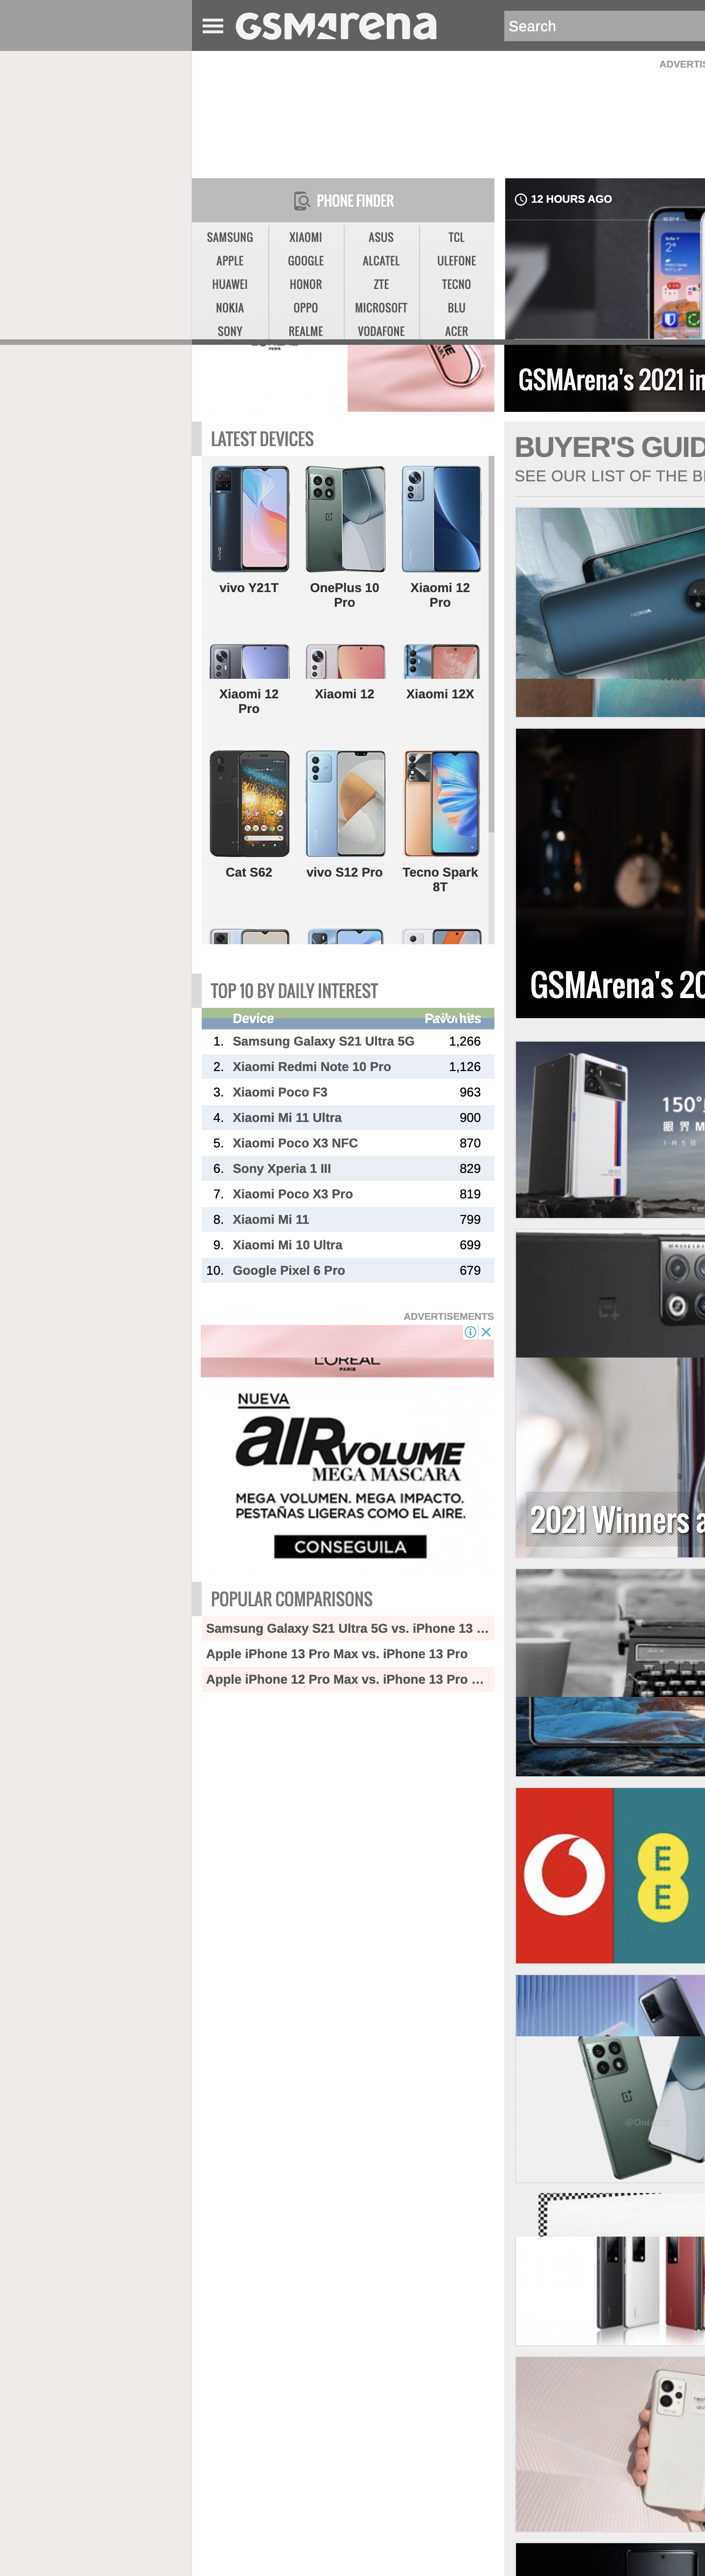 GSMArena
Search
PHONE FINDER
SAMSUNG XIAOMI ASUS TCL
APPLE GOOGLE ALCATEL ULEFONE
HUAWEI HONOR ZTE TECNO
NOKIA OPPO MICROSOFT BLU
SONY REALME VODAFONE ACER
12 HOURS AGO
GSMArena's 2021 in
LATEST DEVICES
vivo Y21T
OnePlus 10
Pro
Xiaomi 12
Pro
Xiaomi 12
Pro
Xiaomi 12
Xiaomi 12X
Cat S62
vivo S12 Pro
Tecno Spark
8T
TOP 10 BY DAILY INTEREST
Device
1. Samsung Galaxy S21 Ultra 5G 1,266
2. Xiaomi Redmi Note 10 Pro 1,126
3. Xiaomi Poco F3 963
4. Xiaomi Mi 11 Ultra 900
5. Xiaomi Poco X3 NFC 870
6. Sony Xperia 1 III 829
7. Xiaomi Poco X3 Pro 819
8. Xiaomi Mi 11 799
9. Xiaomi Mi 10 Ultra 699
10. Google Pixel 6 Pro 679
ADVERTISEMENTS
L'ORÉAL
PARIS
NUEVA
AIR VOLUME
MEGA MASCARA
MEGA VOLUMEN. MEGA IMPACTO.
PESTAÑAS LIGERAS COMO EL AIRE.
CONSEGUILA
POPULAR COMPARISONS
Samsung Galaxy S21 Ultra 5G vs. iPhone 13 ...
Apple iPhone 13 Pro Max vs. iPhone 13 Pro
Apple iPhone 12 Pro Max vs. iPhone 13 Pro ...
BUYER'S GUID
SEE OUR LIST OF THE B
NOKIA
GSMArena's 20
150°
2021 Winners a
EE